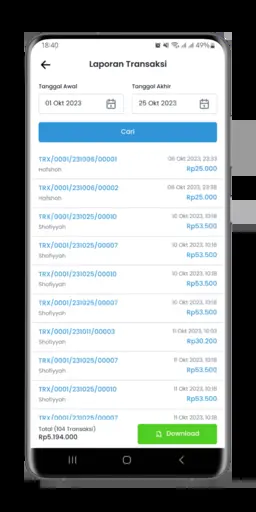 18:40
49%
Laporan Transaksi
Tanggal Awal Tanggal Akhir
01 Okt 2023 25 Okt 2023
Cari
TRX/0001/231006/00001 06 Okt 2023, 23:33
Hafshah Rp25.000
TRX/0001/231006/00002 06 Okt 2023,
Hafshah Rp25.000
TRX/0001/231025/00010 10 Okt 2023, 10:18
Shofiyyah Rp53.500
TRX/0001/231025/00007 10 Okt 2023, 10:18
Shofiyyah Rp53.500
TRX/0001/231025/00010 10 Okt 2023, 10:18
Shofiyyah Rp53.500
TRX/0001/231025/00007 10 Okt 2023, 10:18
Shofiyyah Rp53.500
TRX/0001/231011/00003 11 Okt 2023,
Shofiyyah Rp30.200
TRX/0001/231025/00007 11 Okt 2023, 10:18
Shofiyyah Rp53.500
TRX/0001/231025/00010 11 Okt 2023, 10:18
Shofiyyah Rp53.500
TRX/0001/231025/00007 11 Okt 2023, 10:18
Total (104 Transaksi)
Rp5.194.000
Download